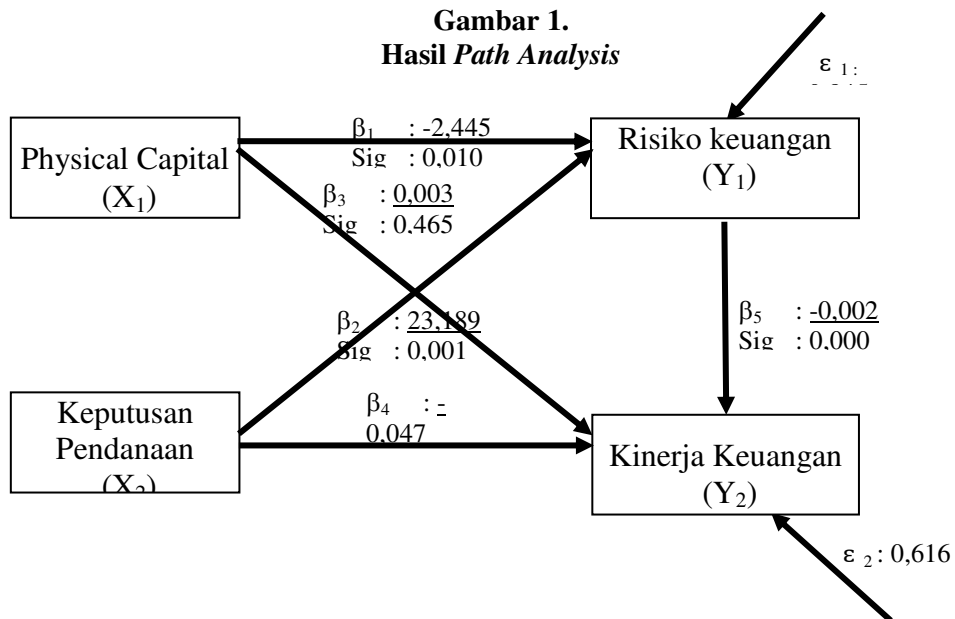 Gambar 1.
Hasil Path Analysis
ε 1 :
Physical Capital
(X₁)
β₁ : -2,445
Sig : 0,010
β₃ : 0,003
Sig : 0,465
Risiko keuangan
(Y₁)
β₂ : 23,189
Sig : 0,001
β₅ : -0,002
Sig : 0,000
Keputusan
Pendanaan
(X₂)
β₄ : -
0,047
Kinerja Keuangan
(Y₂)
ε 2 : 0,616